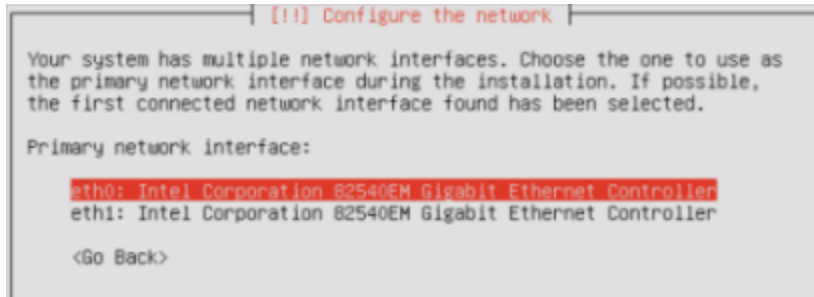 [!!] Configure the network
Your system has multiple network interfaces. Choose the one to use as
the primary network interface during the installation. If possible,
the first connected network interface found has been selected.
Primary network interface:
eth0: Intel Corporation 82540EM Gigabit Ethernet Controller
eth1: Intel Corporation 82540EM Gigabit Ethernet Controller
<Go Back>